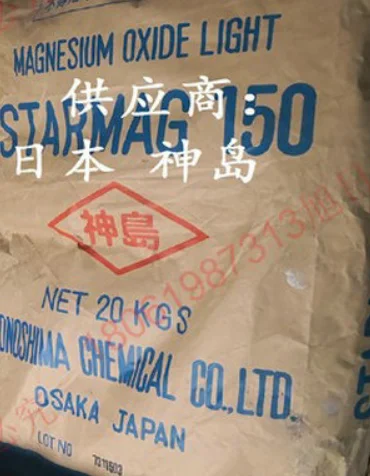 MAGNESIUM OXIDE LIGHT
供应商:
STARMAG 150
日本 神岛
神島
18061987313
NET 20 KGS
ONOSHIMA CHEMICAL CO.,LTD.
OSAKA JAPAN
LOT NO